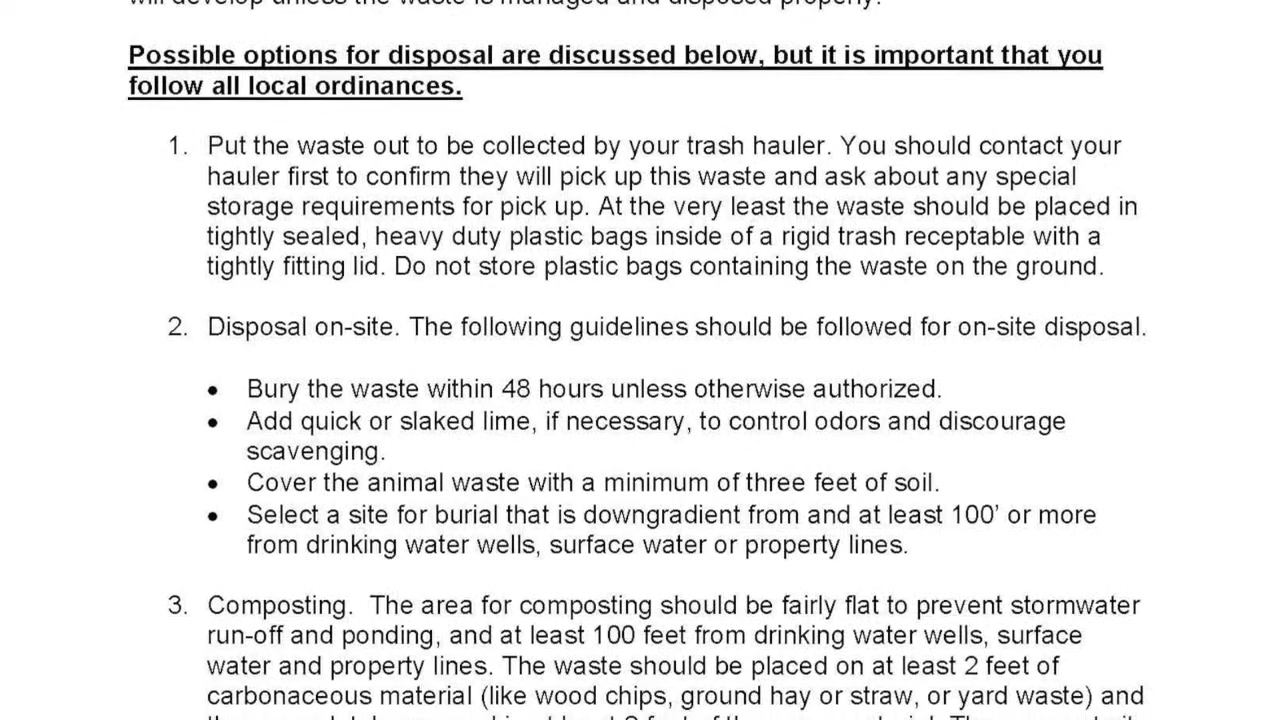 will develop unless the waste is managed and disposed properly.
Possible options for disposal are discussed below, but it is important that you
follow all local ordinances.
1. Put the waste out to be collected by your trash hauler. You should contact your
hauler first to confirm they will pick up this waste and ask about any special
storage requirements for pick up. At the very least the waste should be placed in
tightly sealed, heavy duty plastic bags inside of a rigid trash receptable with a
tightly fitting lid. Do not store plastic bags containing the waste on the ground.
2. Disposal on-site. The following guidelines should be followed for on-site disposal.
• Bury the waste within 48 hours unless otherwise authorized.
• Add quick or slaked lime, if necessary, to control odors and discourage
scavenging.
• Cover the animal waste with a minimum of three feet of soil.
• Select a site for burial that is downgradient from and at least 100’ or more
from drinking water wells, surface water or property lines.
3. Composting. The area for composting should be fairly flat to prevent stormwater
run-off and ponding, and at least 100 feet from drinking water wells, surface
water and property lines. The waste should be placed on at least 2 feet of
carbonaceous material (like wood chips, ground hay or straw, or yard waste) and